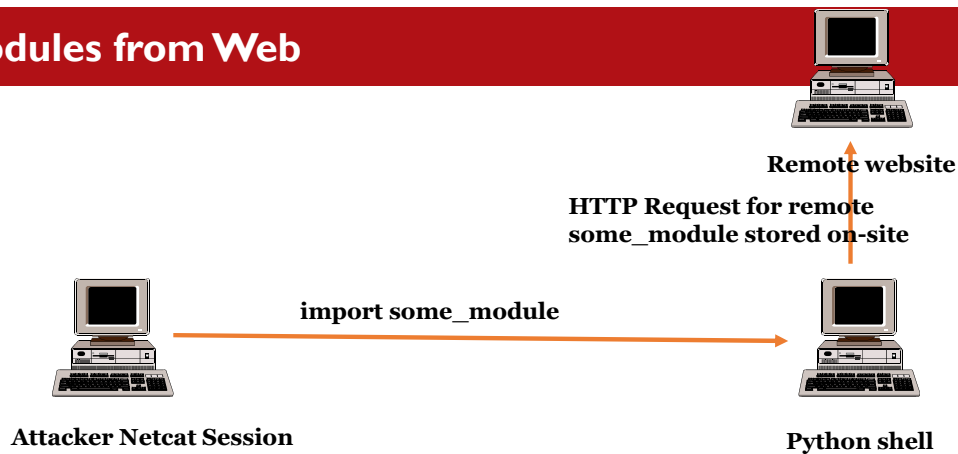 odules from Web
Remote website
HTTP Request for remote
some_module stored on-site
import some_module
Attacker Netcat Session
Python shell